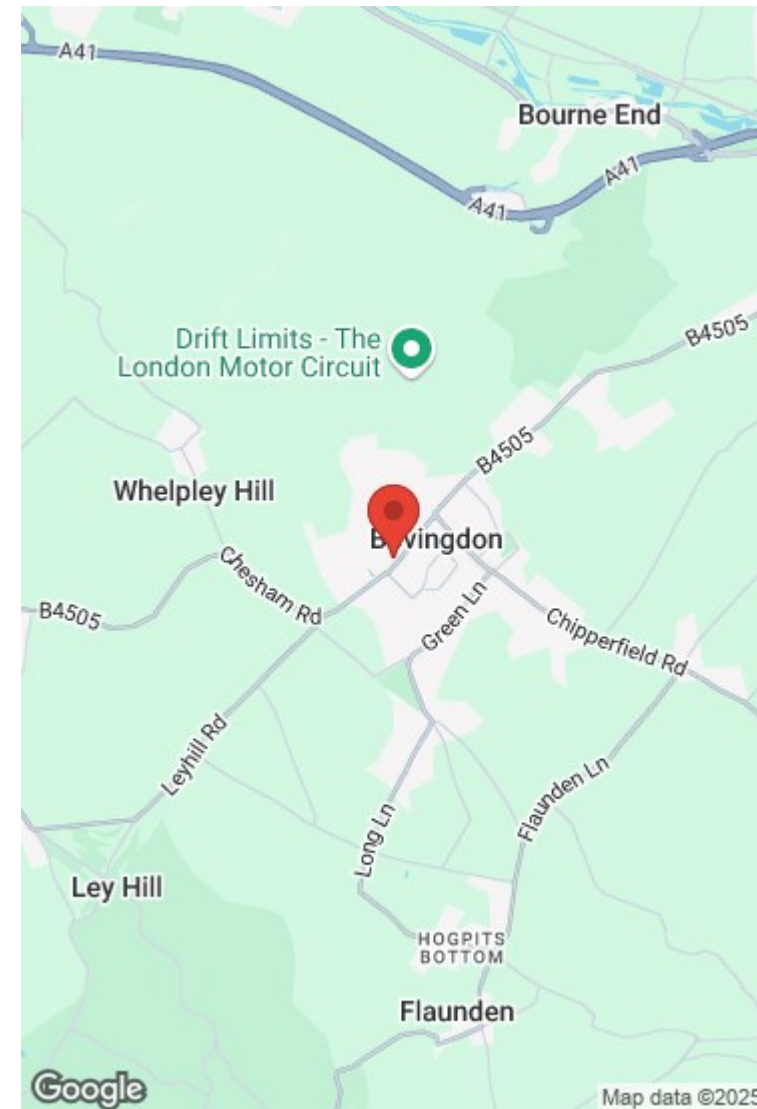 A41
Bourne End
A41
A41
Drift Limits - The
London Motor Circuit
B4505
B4505
Whelpley Hill
B vingdon
Chesham Rd
B4505
Green Ln
Chipperfield Rd
Leyhill Rd
Flaunden Ln
Long Ln
Ley Hill
HOGPITS
BOTTOM
Flaunden
Google
Map data ©2025